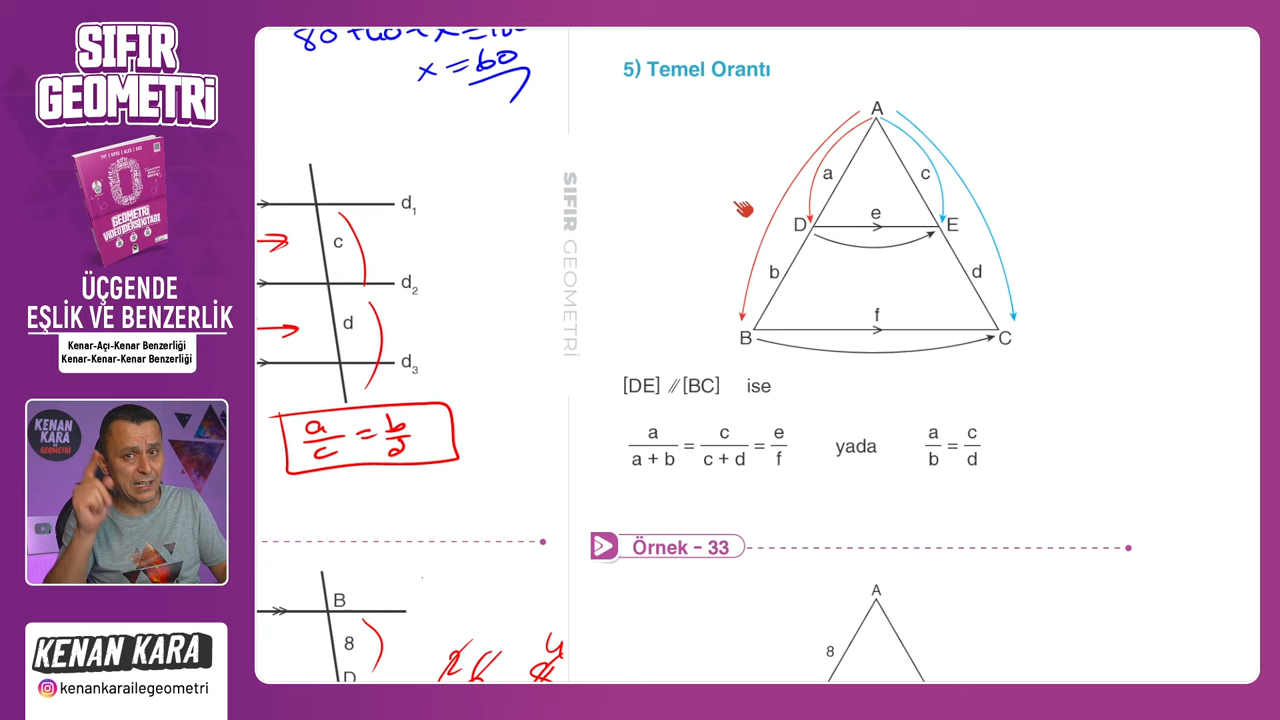 SIFIR
GEOMETRİ
GEOMETRİ
VİDEO DERS KİTABI
ÜÇGENDE
EŞLİK VE BENZERLİK
Kenar-Açı-Kenar Benzerliği
Kenar-Kenar-Kenar Benzerliği
KENAN
KARA
GEOMETRİ
KENAN KARA
kenankarailegeometri
x = 60
d1
c
d2
d
d3
a/c = b/d
B
8
D
SIFIR GEOMETRİ
5) Temel Orantı
A
a
c
e
D
E
b
d
f
B
C
[DE] // [BC] ise
a/(a + b) = c/(c + d) = e/f yada a/b = c/d
Örnek - 33
A
8